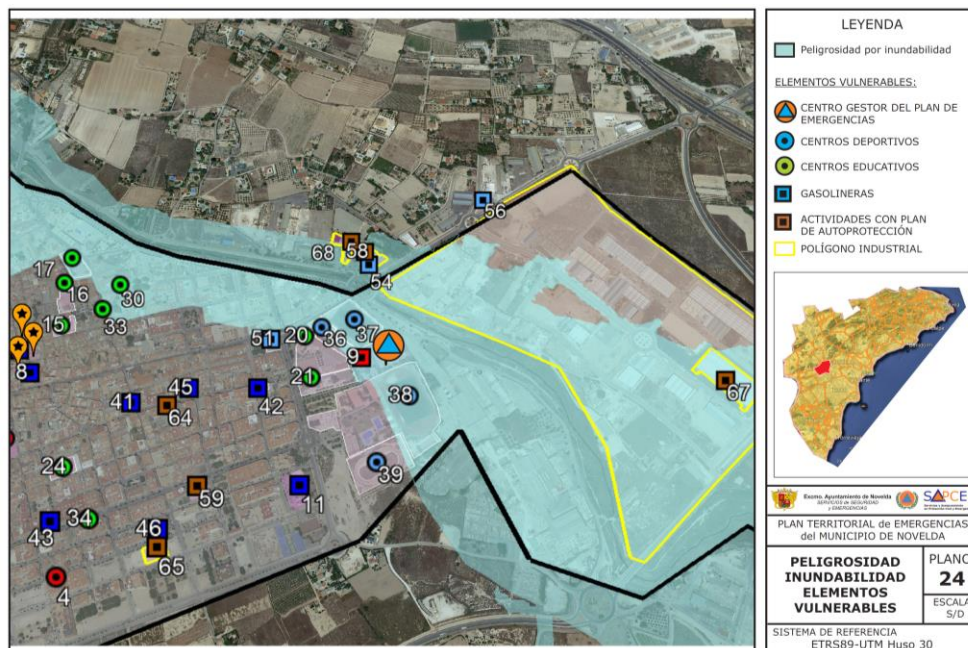 LEYENDA
Peligrosidad por inundabilidad
ELEMENTOS VULNERABLES:
CENTRO GESTOR DEL PLAN DE
EMERGENCIAS
CENTROS DEPORTIVOS
CENTROS EDUCATIVOS
GASOLINERAS
ACTIVIDADES CON PLAN
DE AUTOPROTECCIÓN
POLÍGONO INDUSTRIAL
56
68
58
54
17
16
30
33
15
20
36
37
51
9
8
21
38
67
41
45
42
64
24
39
59
11
43
34
46
65
4
Excmo. Ayuntamiento de Novelda
SERVICIOS de SEGURIDAD
y EMERGENCIAS
PLAN TERRITORIAL de EMERGENCIAS
del MUNICIPIO DE NOVELDA
PELIGROSIDAD
INUNDABILIDAD
ELEMENTOS
VULNERABLES
PLANO
24
ESCALA
S/D
SISTEMA DE REFERENCIA
ETRS89-UTM Huso 30